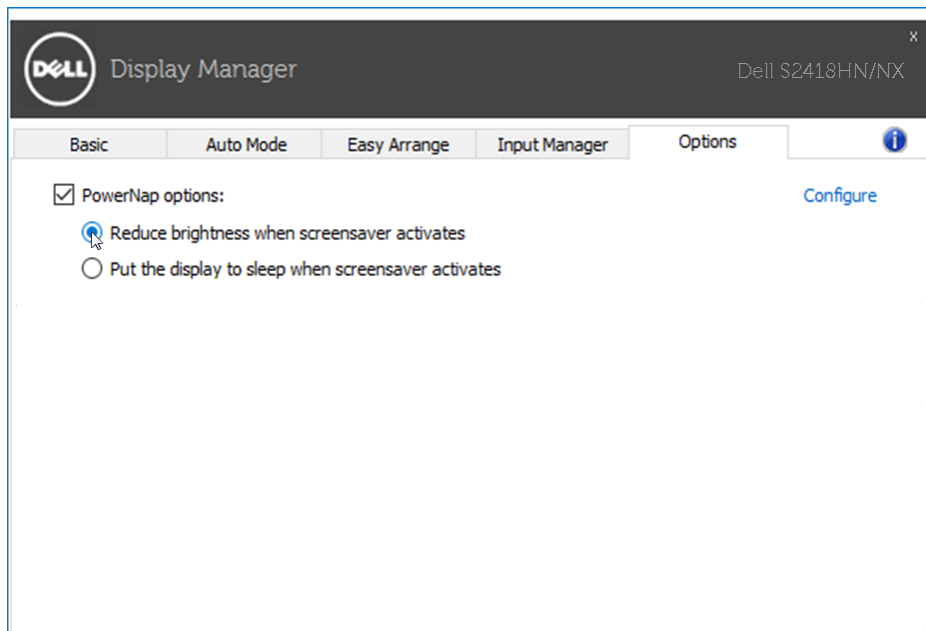 x
DELL Display Manager
Dell S2418HN/NX
Basic Auto Mode Easy Arrange Input Manager Options i
PowerNap options: Configure
Reduce brightness when screensaver activates
Put the display to sleep when screensaver activates